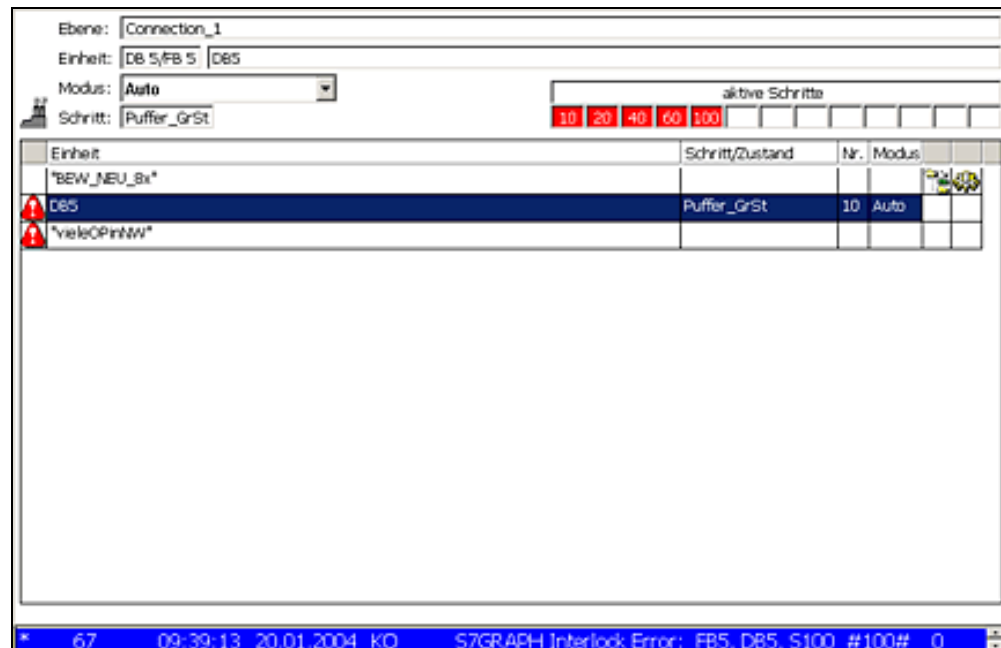 Ebene: Connection_1
Einheit: DB 5/FB 5 DB5
Modus: Auto
aktive Schritte
Schritt: Puffer_GrSt 10 20 40 60 100
Einheit Schritt/Zustand Nr. Modus
"BEW_NEU_8x"
DB5 Puffer_GrSt 10 Auto
"vieleOPinNW"
* 67 09:39:13 20.01.2004 KO S7GRAPH Interlock Error: FB5, DB5, S100 #100# 0